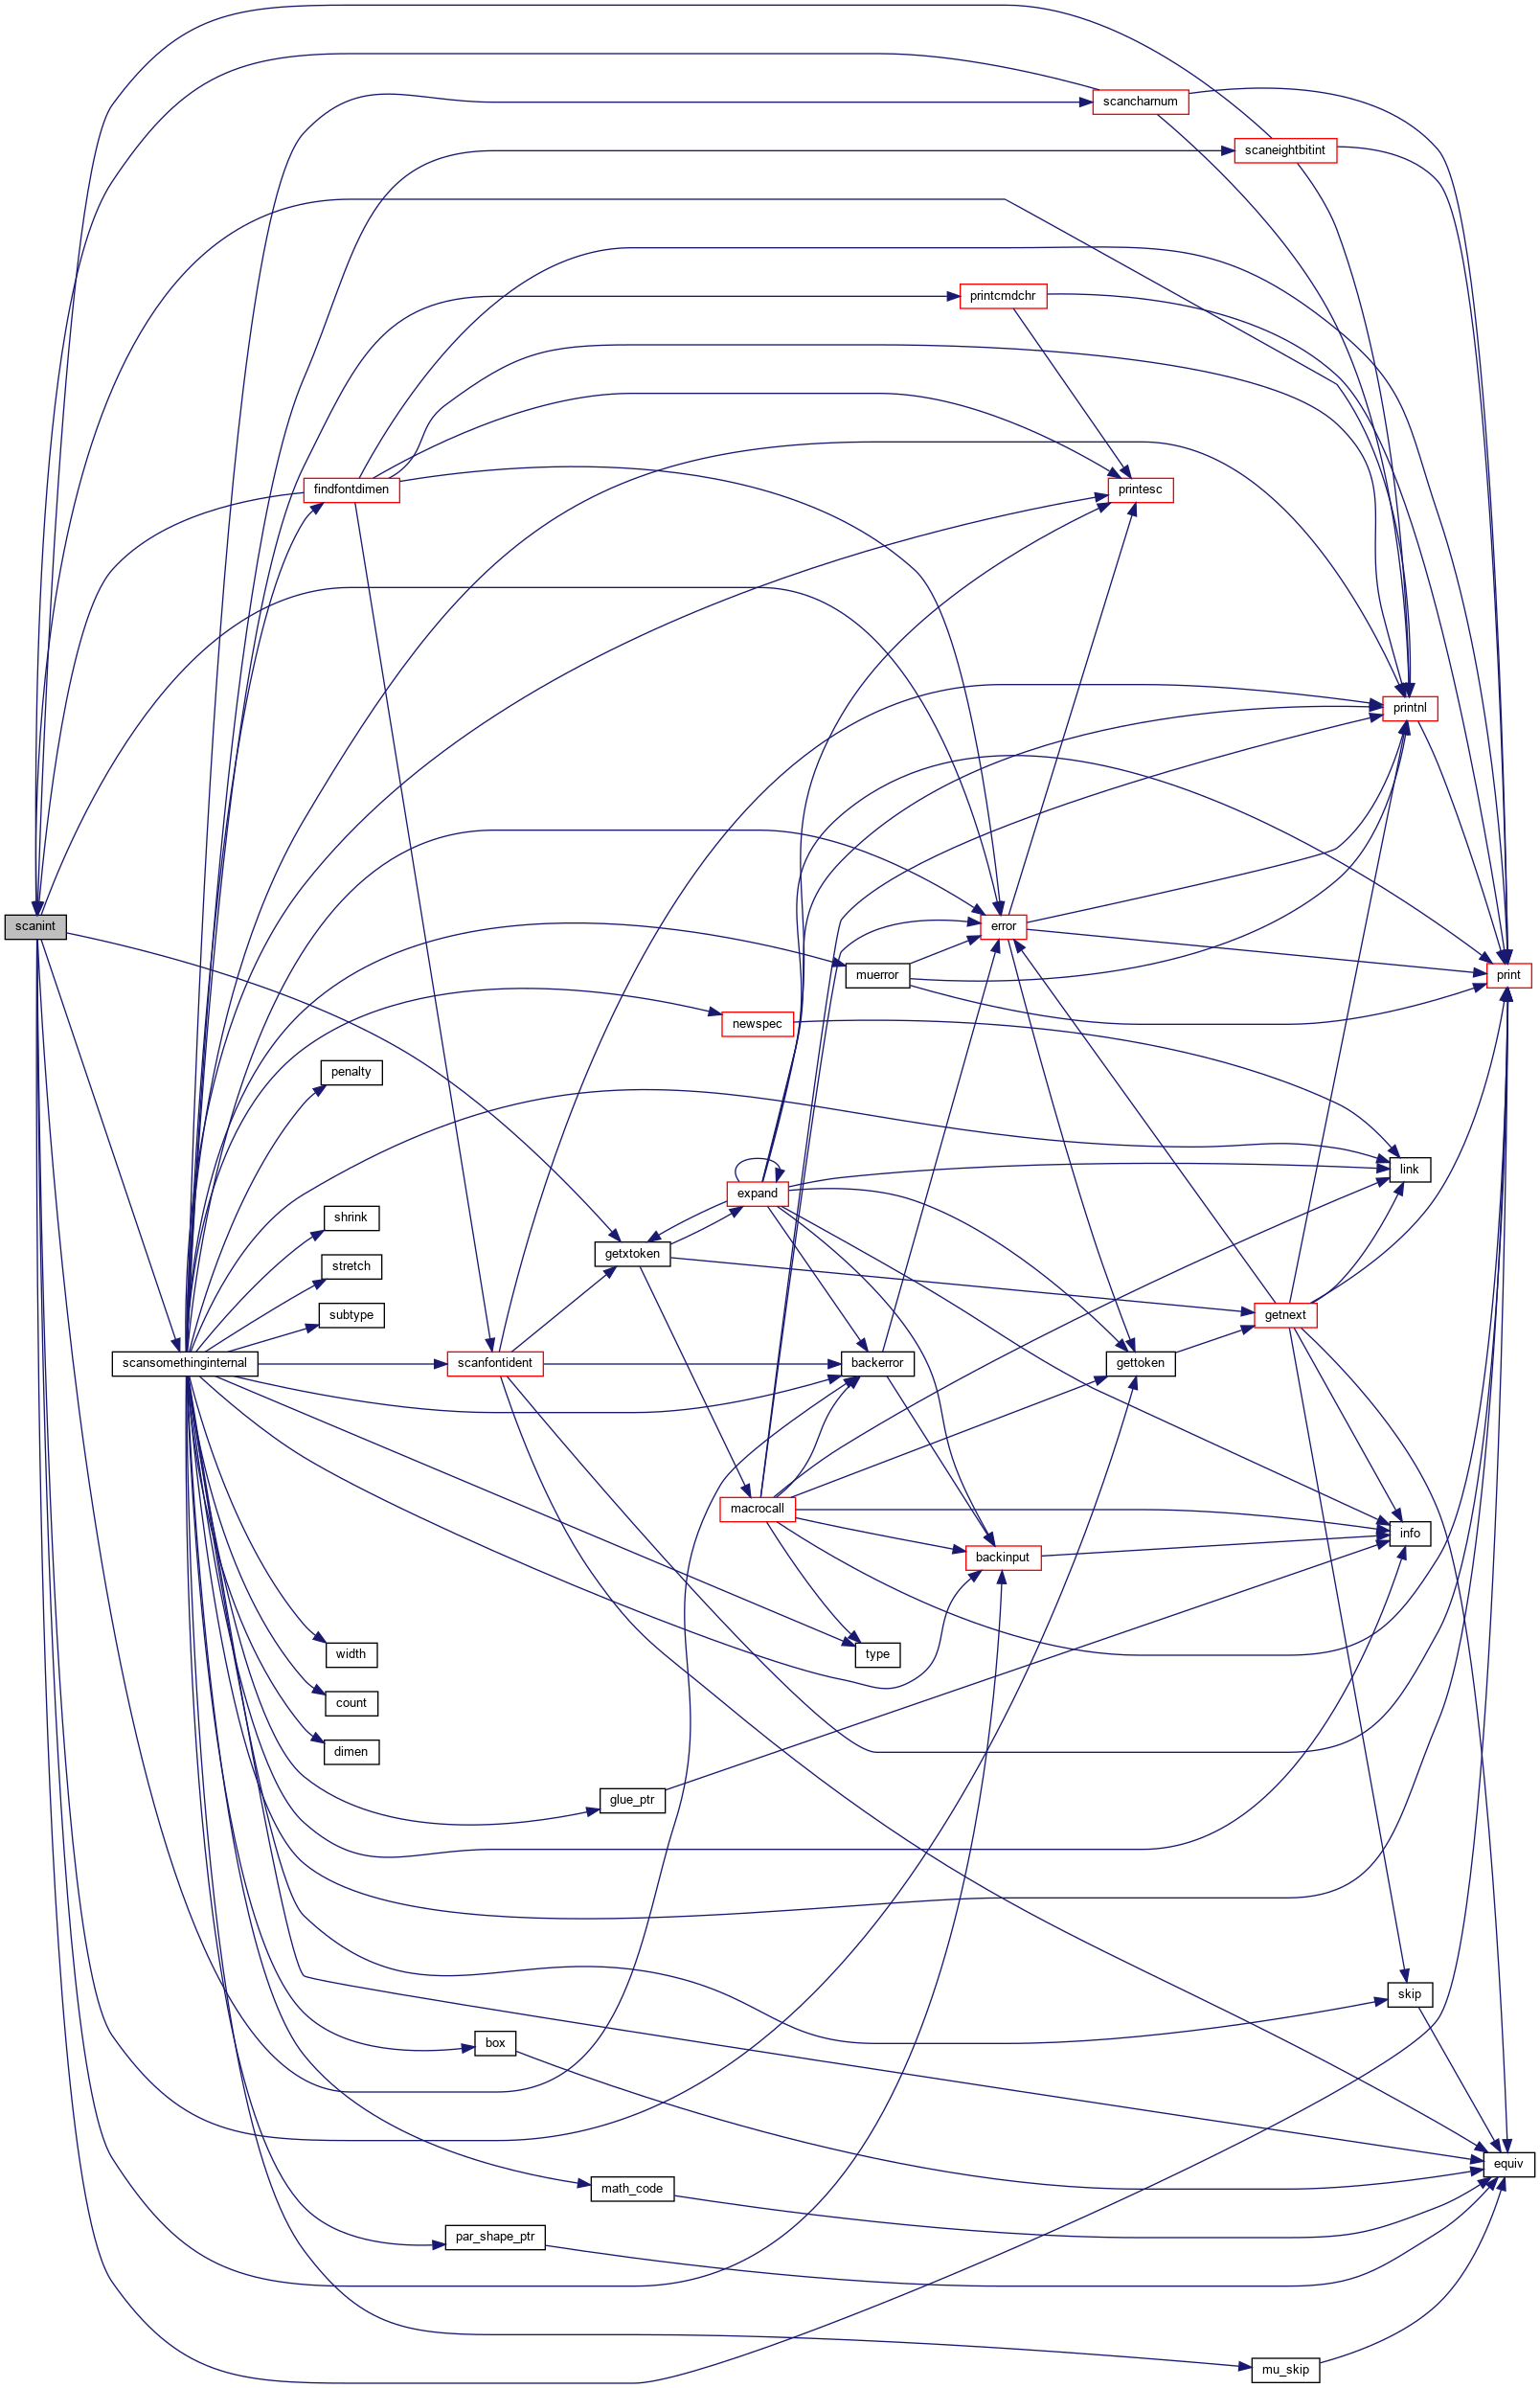 scancharnum
scaneightbitint
printcmdchr
findfontdimen
printesc
printnl
scanint
error
muerror
print
newspec
penalty
link
expand
shrink
getxtoken
stretch
subtype
getnext
scansomethinginternal
scanfontident
backerror
gettoken
macrocall
info
backinput
width
type
count
dimen
glue_ptr
skip
box
equiv
math_code
par_shape_ptr
mu_skip